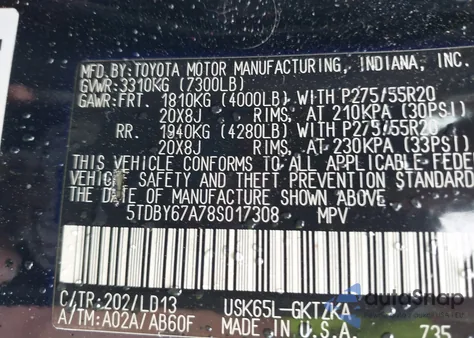 MFD.BY:TOYOTA MOTOR MANUFACTURING, INDIANA, INC.
GVWR:3310KG (7300LB)
GAWR:FRT. 1810KG (4000LB) WITH P275/55R20
20X8J RIMS, AT 210KPA (30PSI)
RR. 1940KG (4280LB) WITH P275/55R20
20X8J RIMS, AT 230KPA (33PSI)
THIS VEHICLE CONFORMS TO ALL APPLICABLE FEDERAL
VEHICLE SAFETY AND THEFT PREVENTION STANDARDS
THE DATE OF MANUFACTURE SHOWN ABOVE.
5TDBY67A78S017308 MPV
C/TR:202/LD13 USK65L-GKTZKA
A/TM:A02A/AB60F MADE IN U.S.A. 735
autoSnap